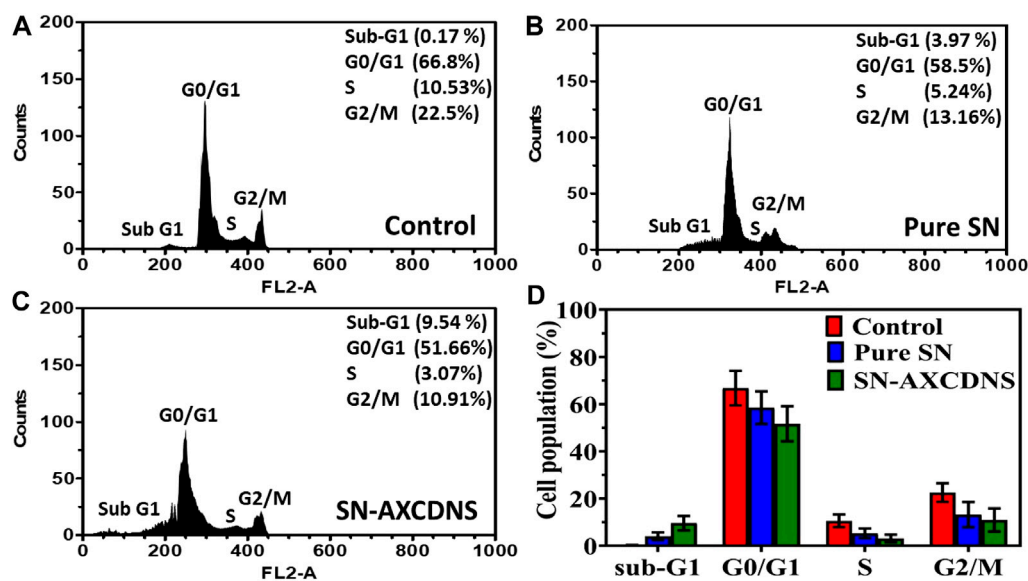 A
200
150
100
50
0
Counts
0 200 400 600 800 1000
FL2-A
Sub-G1 (0.17 %)
G0/G1 (66.8%)
S (10.53%)
G2/M (22.5%)
G0/G1
Sub G1
S
G2/M
Control
B
200
150
100
50
0
Counts
0 200 400 600 800 1000
FL2-A
Sub-G1 (3.97 %)
G0/G1 (58.5%)
S (5.24%)
G2/M (13.16%)
G0/G1
Sub G1
S
G2/M
Pure SN
C
200
150
100
50
0
Counts
0 200 400 600 800 1000
FL2-A
Sub-G1 (9.54 %)
G0/G1 (51.66%)
S (3.07%)
G2/M (10.91%)
G0/G1
Sub G1
S
G2/M
SN-AXCDNS
D
100
80
60
40
20
0
Cell population (%)
Control
Pure SN
SN-AXCDNS
sub-G1 G0/G1 S G2/M